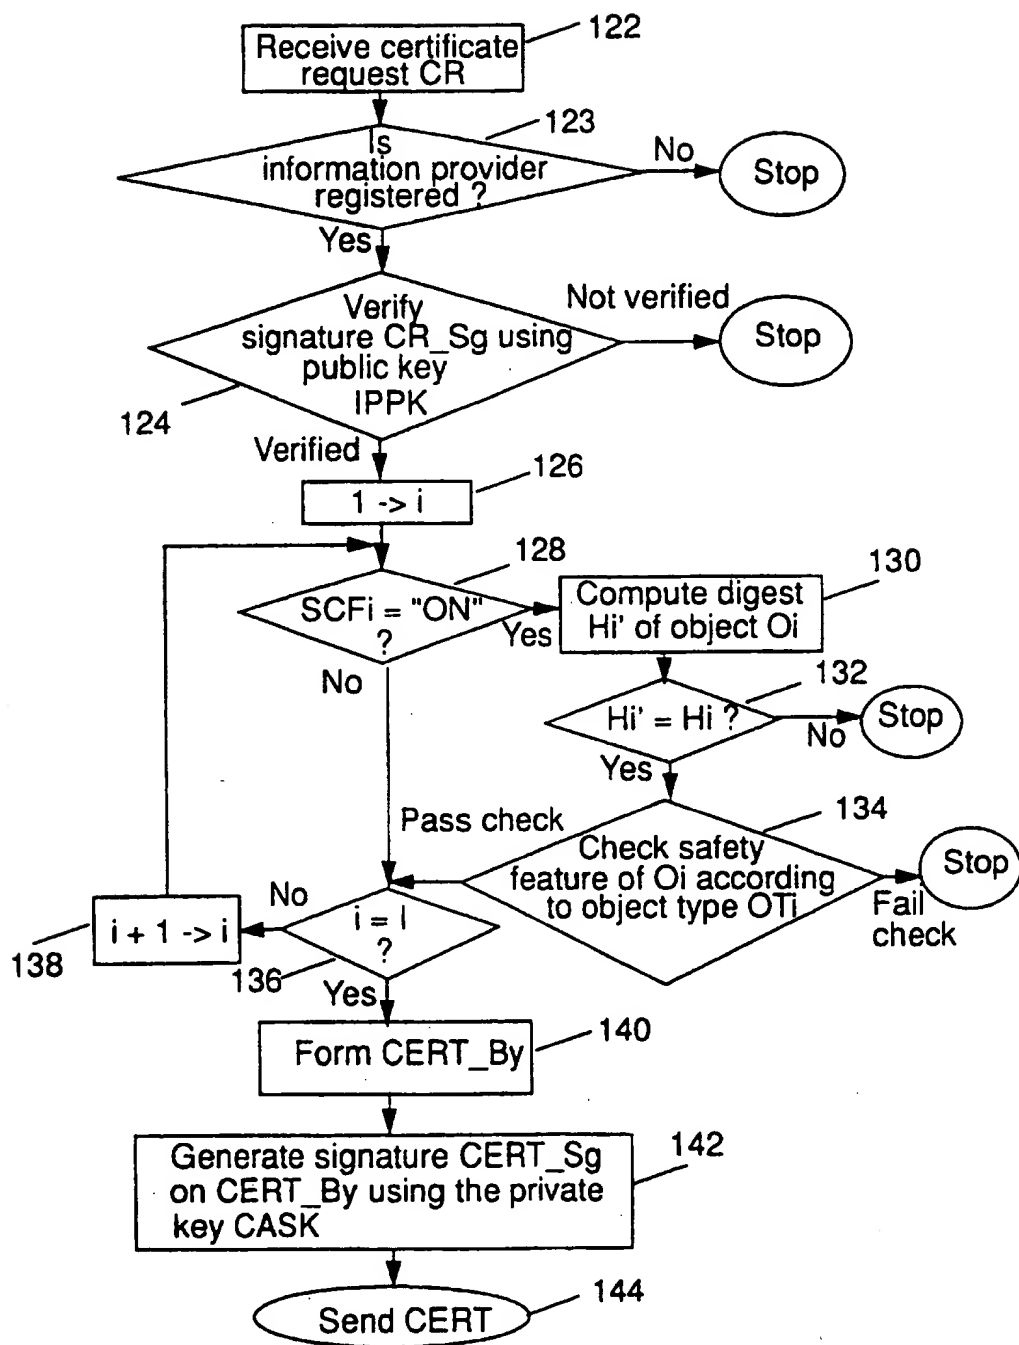 122
Receive certificate
request CR
123
Is
information provider
registered ?
No
Stop
Yes
Verify
signature CR_Sg using
public key
IPPK
Not verified
Stop
124
Verified
126
1 -> i
128
SCFi = "ON"
?
Yes
No
130
Compute digest
Hi' of object Oi
132
Hi' = Hi ?
No
Stop
Yes
134
Pass check
Check safety
feature of Oi according
to object type OTi
Stop
Fail
check
No
i = I
?
i + 1 -> i
138
136
Yes
140
Form CERT_By
142
Generate signature CERT_Sg
on CERT_By using the private
key CASK
144
Send CERT